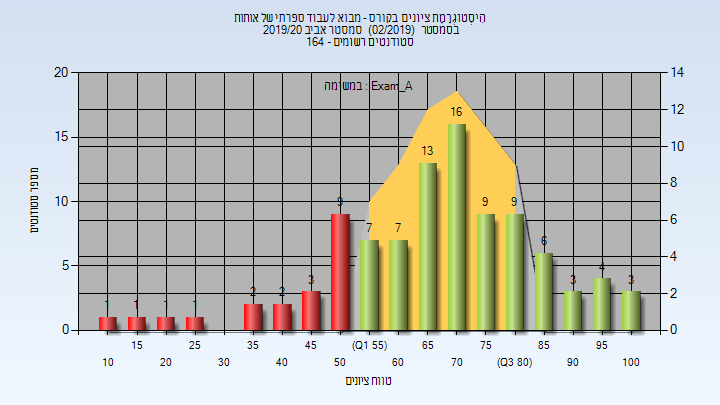 היסטוגרמת ציונים בקורס - מבוא לעבוד ספרתי של אותות
בסמסטר (02/2019) סמסטר אביב 2019/20
סטודנטים רשומים - 164
במשימה : Exam_A
מספר סטודנטים
20 15 10 5 0
14 12 10 8 6 4 2 0
1 1 1 1 2 2 3 9 7 7 13 16 9 9 6 3 4 3
15 25 35 45 (Q1 55) 65 75 85 95
10 20 30 40 50 60 70 (Q3 80) 90 100
טווח ציונים